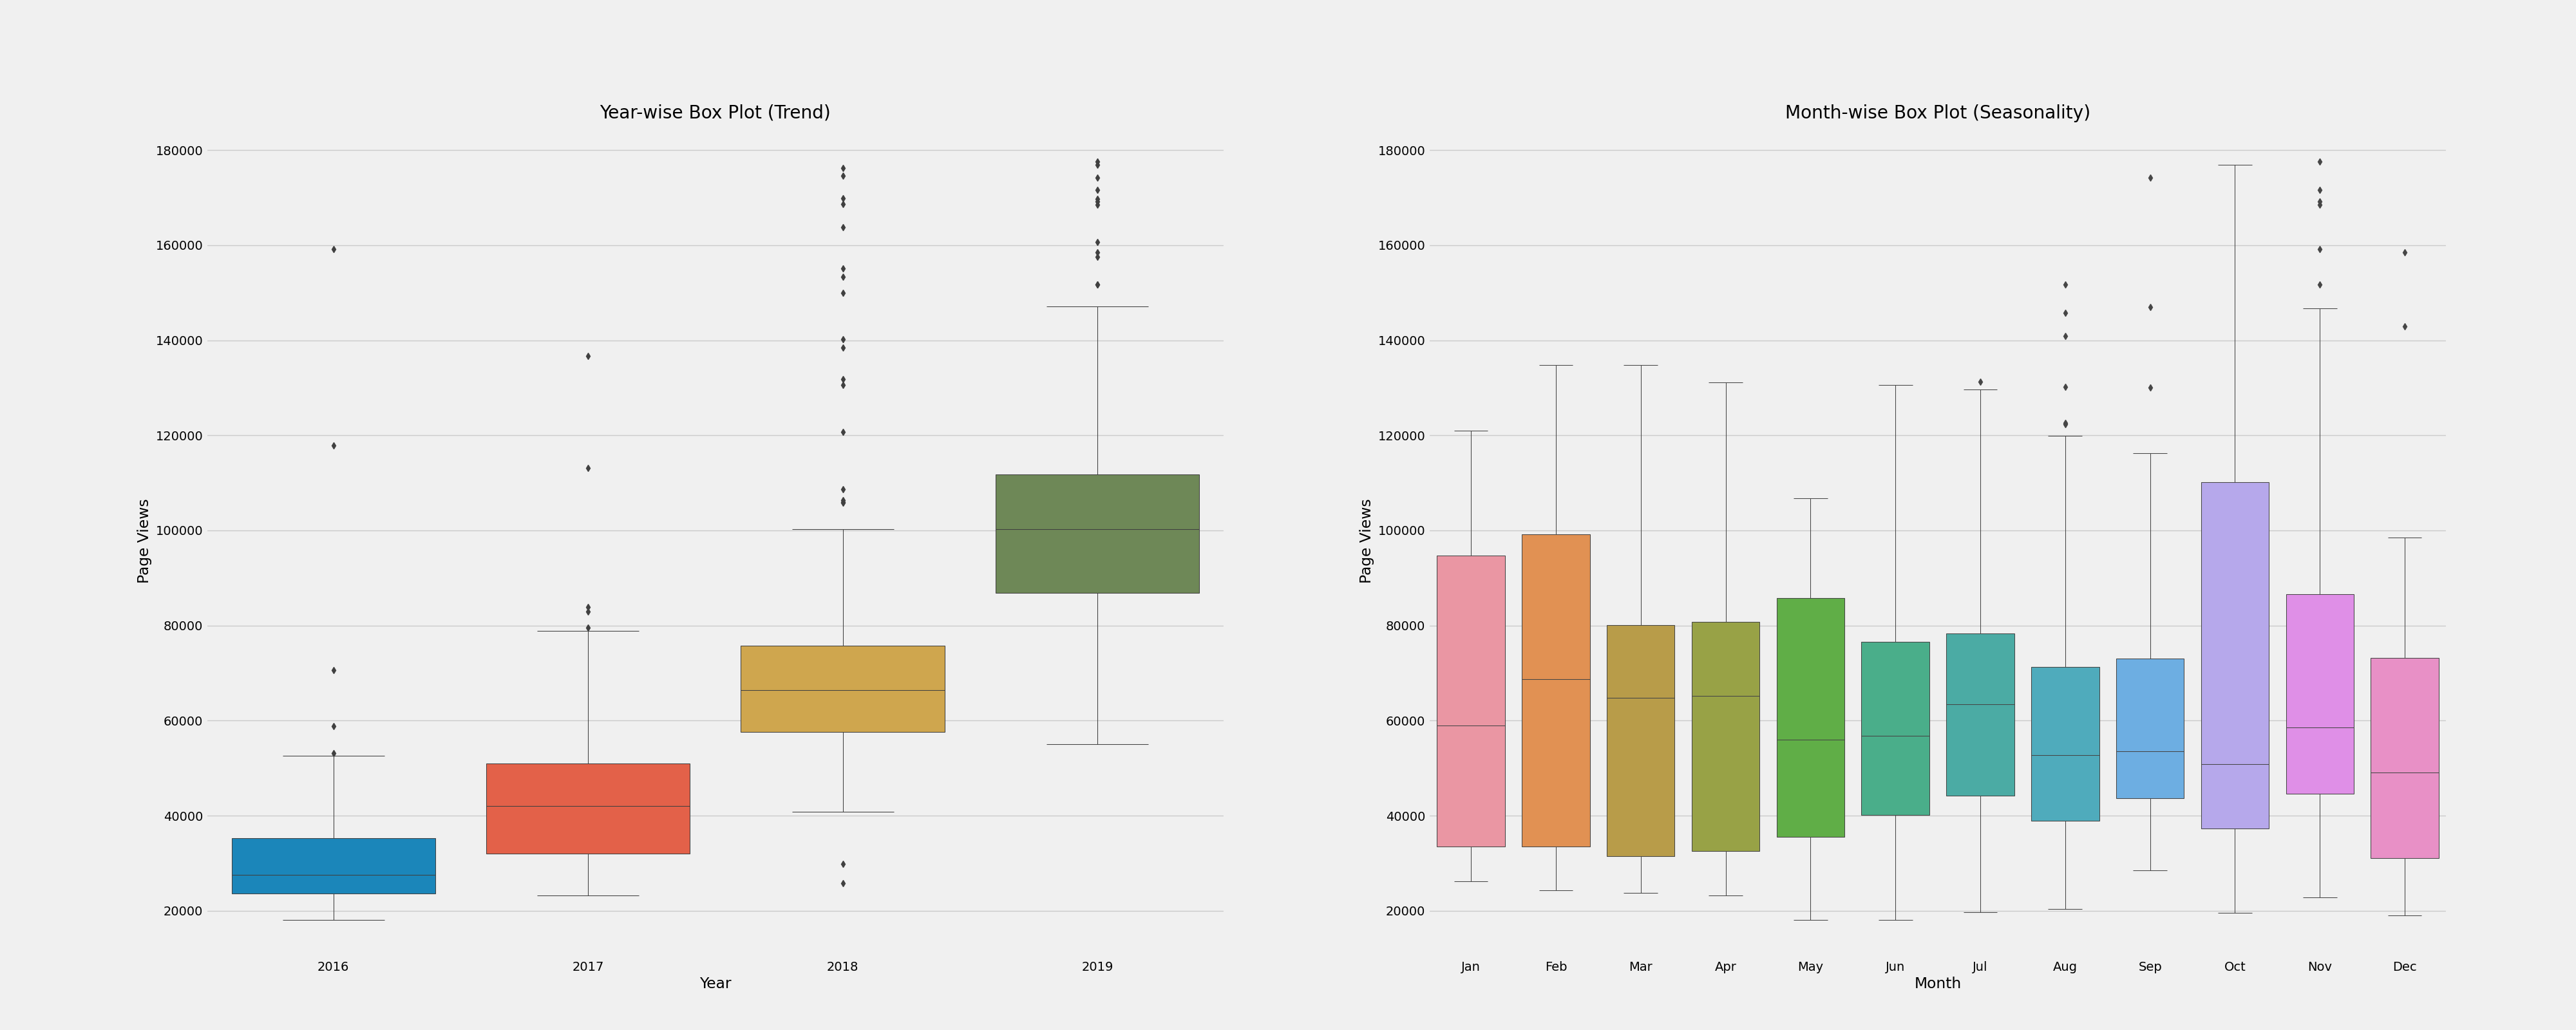 Year-wise Box Plot (Trend)
Page Views
180000
160000
140000
120000
100000
80000
60000
40000
20000
2016 2017 2018 2019
Year
Month-wise Box Plot (Seasonality)
Page Views
180000
160000
140000
120000
100000
80000
60000
40000
20000
Jan Feb Mar Apr May Jun Jul Aug Sep Oct Nov Dec
Month